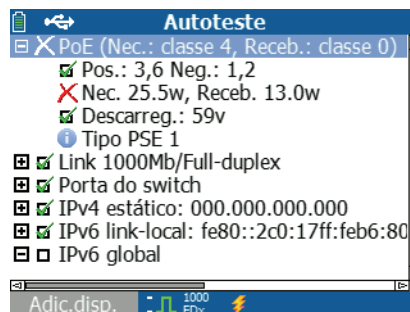 Autoteste
PoE (Nec.: classe 4, Receb.: classe 0)
Pos.: 3,6 Neg.: 1,2
Nec. 25.5w, Receb. 13.0w
Descarreg.: 59v
Tipo PSE 1
Link 1000Mb/Full-duplex
Porta do switch
IPv4 estático: 000.000.000.000
IPv6 link-local: fe80::2c0:17ff:feb6:80
IPv6 global
Adic.disp.
1000
FDx